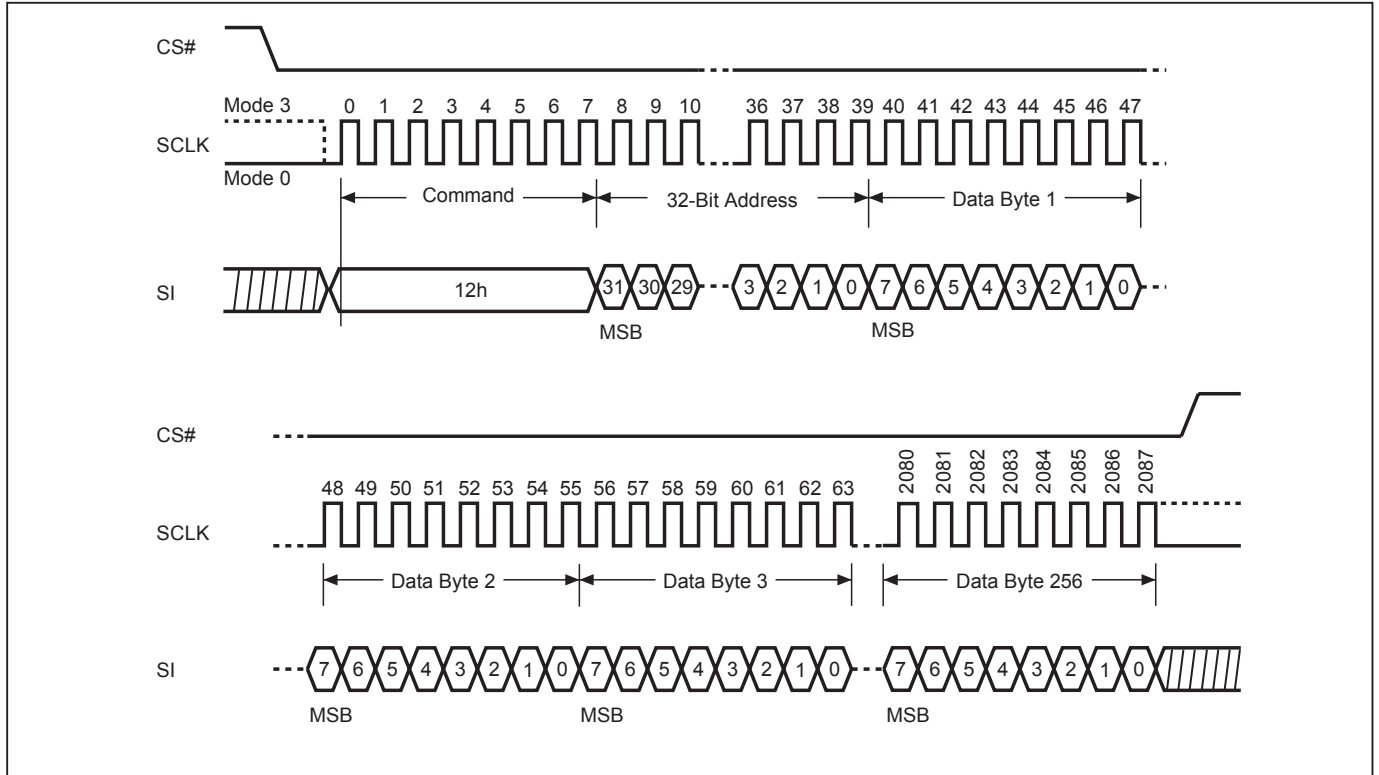 CS#
Mode 3
0 1 2 3 4 5 6 7 8 9 10 36 37 38 39 40 41 42 43 44 45 46 47
SCLK
Mode 0
Command 32-Bit Address Data Byte 1
SI 12h 31 30 29 3 2 1 0 7 6 5 4 3 2 1 0
MSB MSB
CS#
48 49 50 51 52 53 54 55 56 57 58 59 60 61 62 63 2080 2081 2082 2083 2084 2085 2086 2087
SCLK
Data Byte 2 Data Byte 3 Data Byte 256
SI 7 6 5 4 3 2 1 0 7 6 5 4 3 2 1 0 7 6 5 4 3 2 1 0
MSB MSB MSB